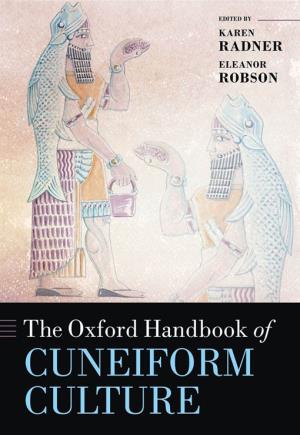 EDITED BY
KAREN
RADNER
ELEANOR
ROBSON
The Oxford Handbook of
CUNEIFORM
CULTURE